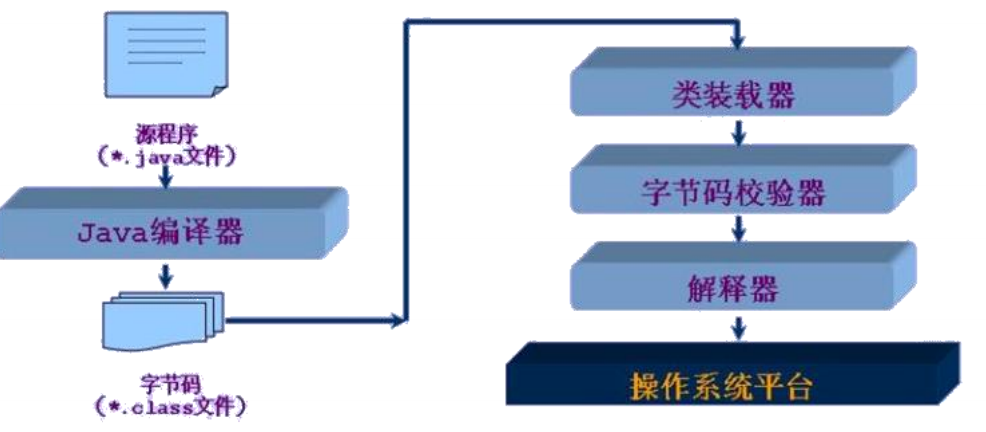 源程序
(*.java文件)
Java编译器
字节码
(*.class文件)
类装载器
字节码校验器
解释器
操作系统平台